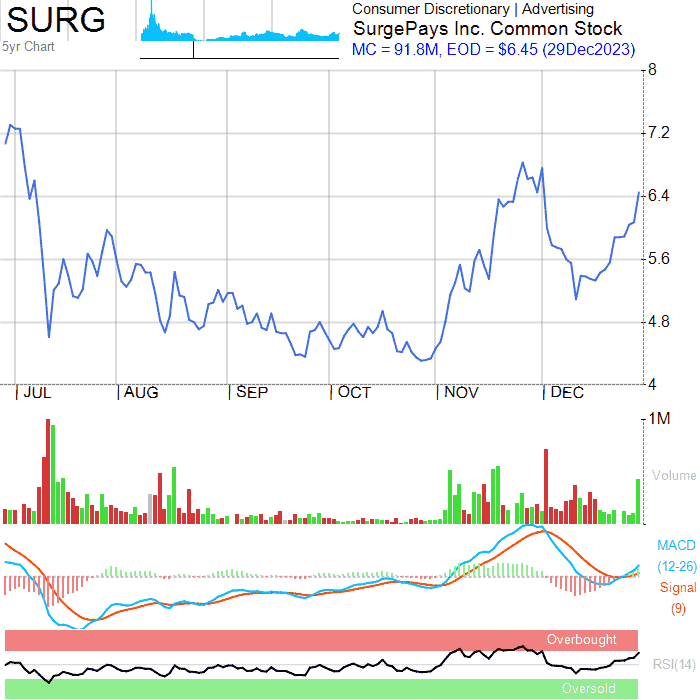 SURG
5yr Chart
Consumer Discretionary | Advertising
SurgePays Inc. Common Stock
MC = 91.8M, EOD = $6.45 (29Dec2023)
8
7.2
6.4
5.6
4.8
4
JUL AUG SEP OCT NOV DEC
1M
Volume
MACD
(12-26)
Signal
(9)
Overbought
RSI(14)
Oversold